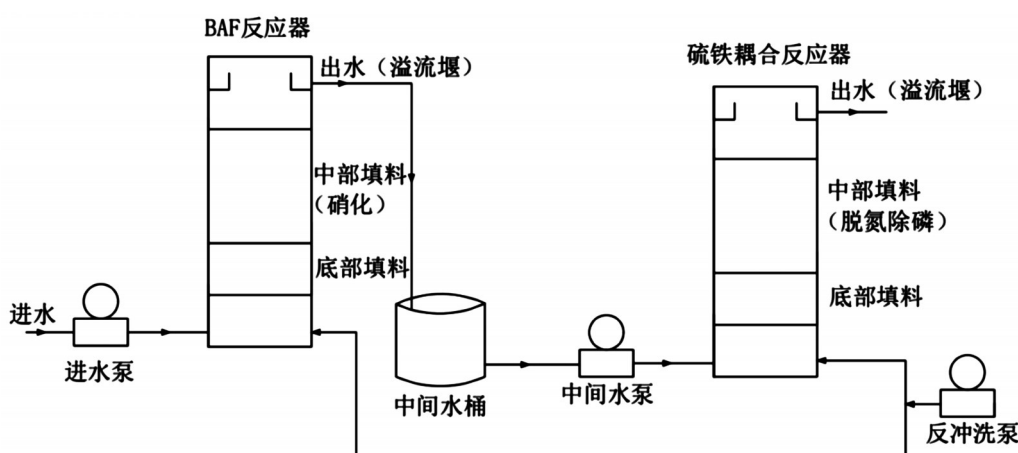 BAF反应器
出水（溢流堰）
中部填料
（硝化）
底部填料
进水
进水泵
中间水桶
中间水泵
硫铁耦合反应器
出水（溢流堰）
中部填料
（脱氮除磷）
底部填料
反冲洗泵